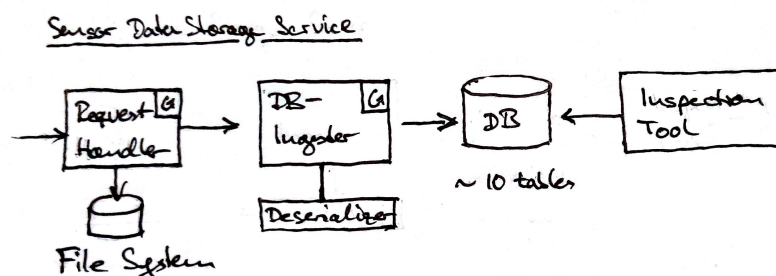 Sensor Data Storage Service
Request
Handler
G
DB-
Ingester
G
DB
Inspection
Tool
~ 10 tables
Deserializer
File System